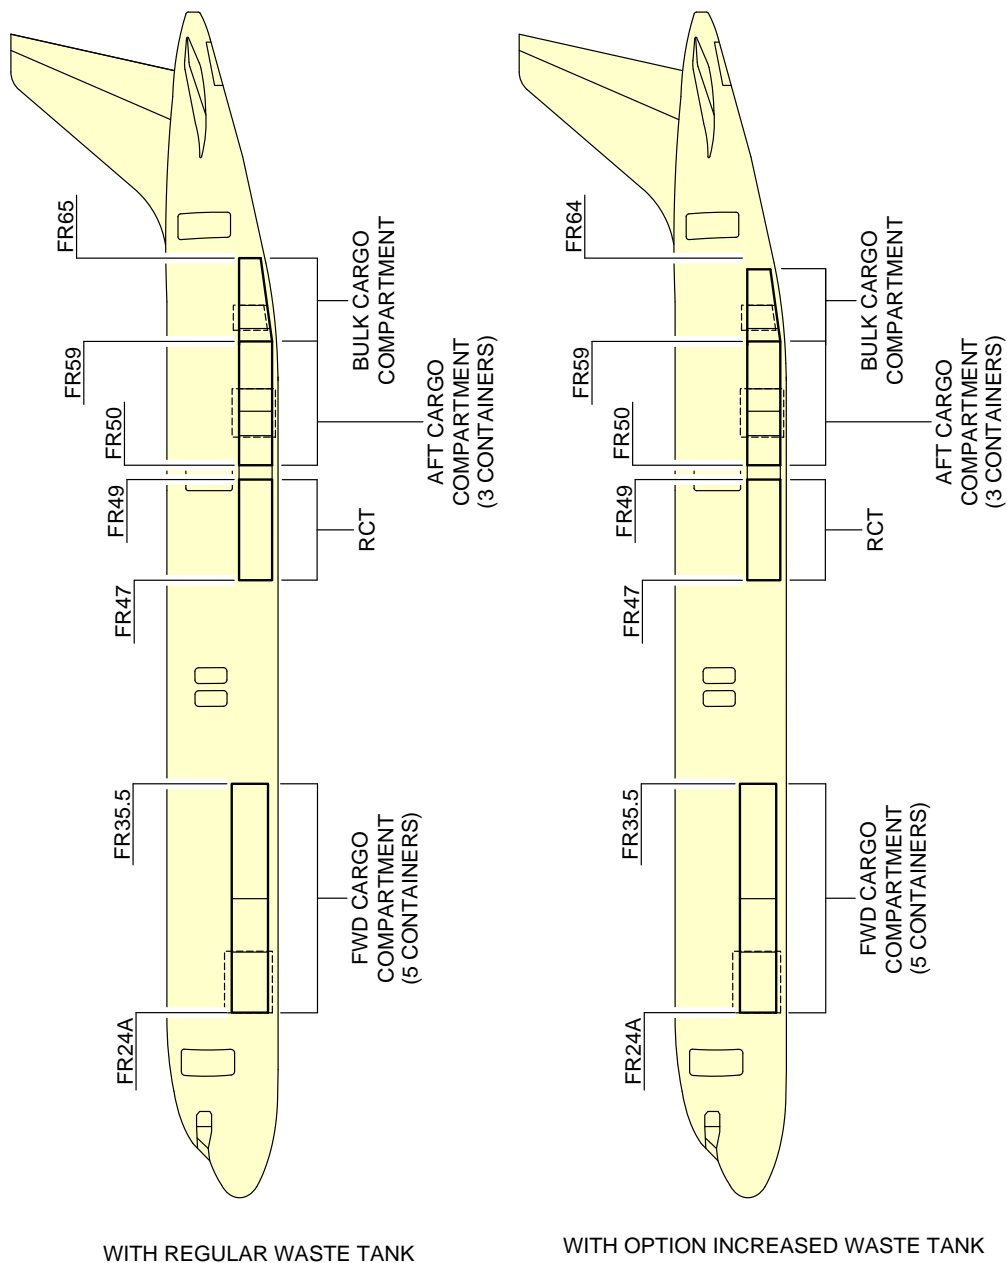 FR65
FR59
FR50
FR49
FR47
FR35.5
FR24A
BULK CARGO
COMPARTMENT
AFT CARGO
COMPARTMENT
(3 CONTAINERS)
RCT
FWD CARGO
COMPARTMENT
(5 CONTAINERS)
WITH REGULAR WASTE TANK
FR64
FR59
FR50
FR49
FR47
FR35.5
FR24A
BULK CARGO
COMPARTMENT
AFT CARGO
COMPARTMENT
(3 CONTAINERS)
RCT
FWD CARGO
COMPARTMENT
(5 CONTAINERS)
WITH OPTION INCREASED WASTE TANK